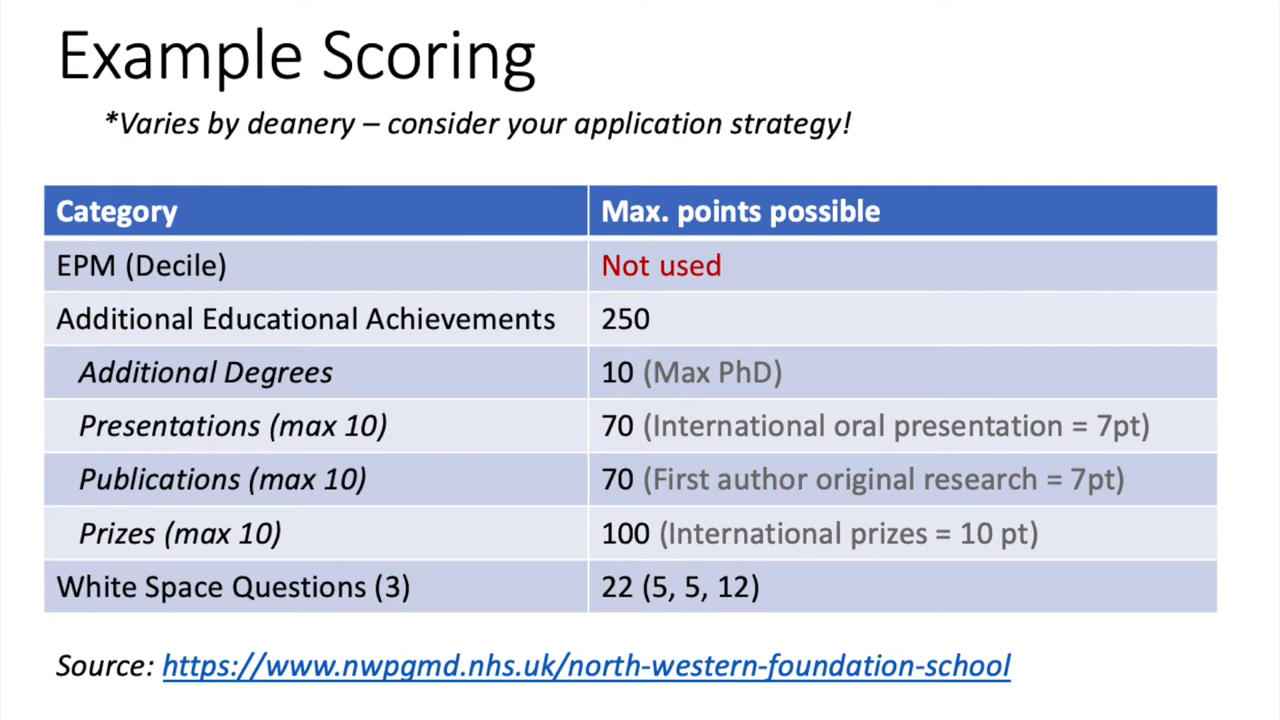 Example Scoring
*Varies by deanery – consider your application strategy!
Category Max. points possible
EPM (Decile) Not used
Additional Educational Achievements 250
Additional Degrees 10 (Max PhD)
Presentations (max 10) 70 (International oral presentation = 7pt)
Publications (max 10) 70 (First author original research = 7pt)
Prizes (max 10) 100 (International prizes = 10 pt)
White Space Questions (3) 22 (5, 5, 12)
Source: https://www.nwpgmd.nhs.uk/north-western-foundation-school